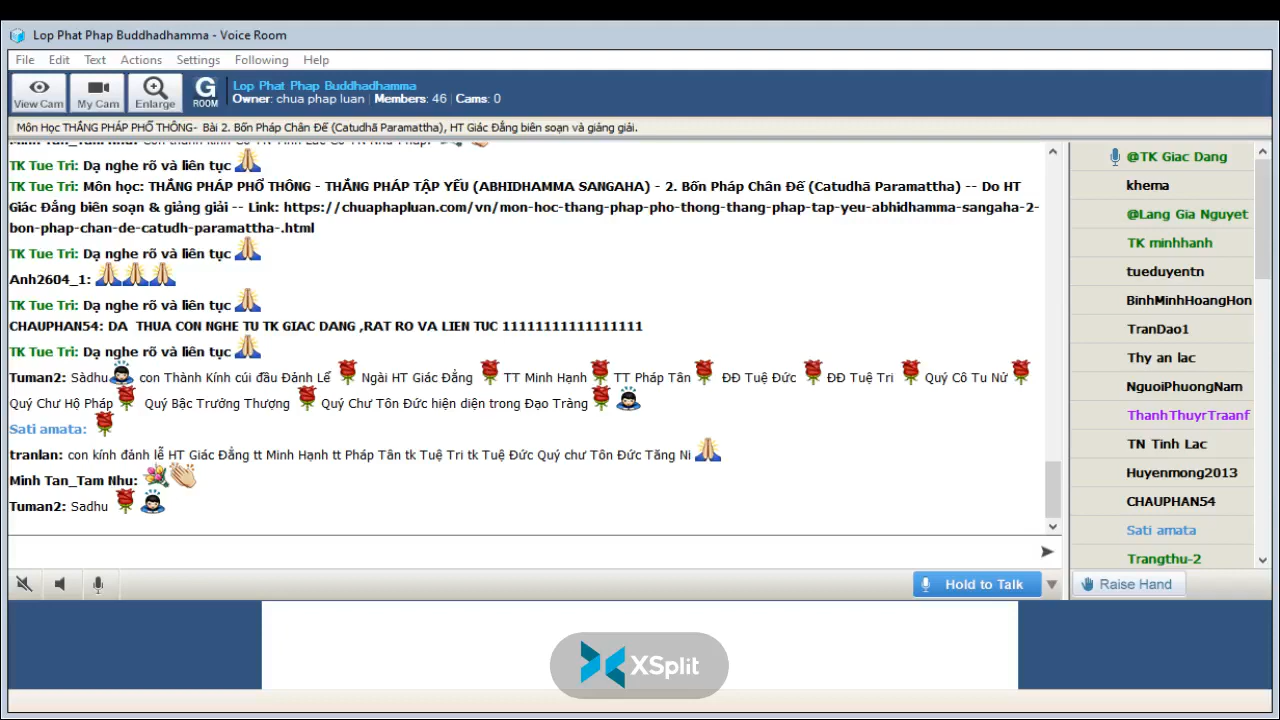 Lop Phat Phap Buddhadhamma - Voice Room
File Edit Text Actions Settings Following Help
View Cam My Cam Enlarge G ROOM
Lop Phat Phap Buddhadhamma
Owner: chua phap luan | Members: 46 | Cams: 0
Môn Học THẮNG PHÁP PHỔ THÔNG- Bài 2. Bốn Pháp Chân Đế (Catudhā Paramattha), HT Giác Đẳng biên soạn và giảng giải.
TK Tue Tri: Dạ nghe rõ và liên tục
TK Tue Tri: Môn học: THẮNG PHÁP PHỔ THÔNG - THẮNG PHÁP TẬP YẾU (ABHIDHAMMA SANGAHA) - 2. Bốn Pháp Chân Đế (Catudhā Paramattha) -- Do HT
Giác Đẳng biên soạn & giảng giải -- Link: https://chuaphapluan.com/vn/mon-hoc-thang-phap-pho-thong-thang-phap-tap-yeu-abhidhamma-sangaha-2-
bon-phap-chan-de-catudh-paramattha-.html
TK Tue Tri: Dạ nghe rõ và liên tục
Anh2604_1:
TK Tue Tri: Dạ nghe rõ và liên tục
CHAUPHAN54: DA THUA CON NGHE TU TK GIAC DANG ,RAT RO VA LIEN TUC 11111111111111111
TK Tue Tri: Dạ nghe rõ và liên tục
Tuman2: Sàdhu con Thành Kính cúi đầu Đảnh Lể Ngài HT Giác Đẳng TT Minh Hạnh TT Pháp Tân ĐĐ Tuệ Đức ĐĐ Tuệ Tri Quý Cô Tu Nử
Quý Chư Hộ Pháp Quý Bậc Trưởng Thượng Quý Chư Tôn Đức hiện diện trong Đạo Tràng
Sati amata:
tranlan: con kính đảnh lễ HT Giác Đẳng tt Minh Hạnh tt Pháp Tân tk Tuệ Tri tk Tuệ Đức Quý chư Tôn Đức Tăng Ni
Minh Tan_Tam Nhu:
Tuman2: Sadhu
@TK Giac Dang
khema
@Lang Gia Nguyet
TK minhhanh
tueduyentn
BinhMinhHoangHon
TranDao1
Thy an lac
NguoiPhuongNam
ThanhThuyrTraanf
TN Tinh Lac
Huyenmong2013
CHAUPHAN54
Sati amata
Trangthu-2
Hold to Talk
Raise Hand
XSplit